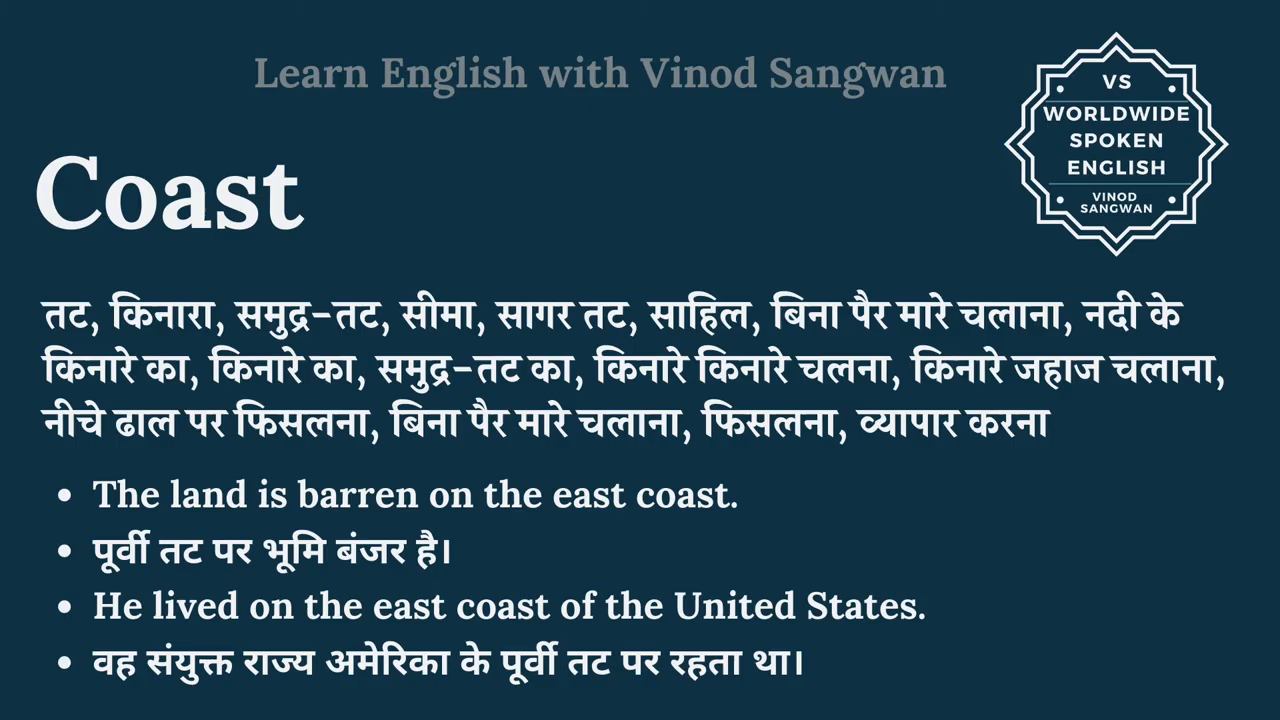 Learn English with Vinod Sangwan
VS
WORLDWIDE
SPOKEN
ENGLISH
VINOD
SANGWAN
Coast
तट, किनारा, समुद्र-तट, सीमा, सागर तट, साहिल, बिना पैर मारे चलाना, नदी के
किनारे का, किनारे का, समुद्र-तट का, किनारे किनारे चलना, किनारे जहाज चलाना,
नीचे ढाल पर फिसलना, बिना पैर मारे चलाना, फिसलना, व्यापार करना
• The land is barren on the east coast.
• पूर्वी तट पर भूमि बंजर है।
• He lived on the east coast of the United States.
• वह संयुक्त राज्य अमेरिका के पूर्वी तट पर रहता था।